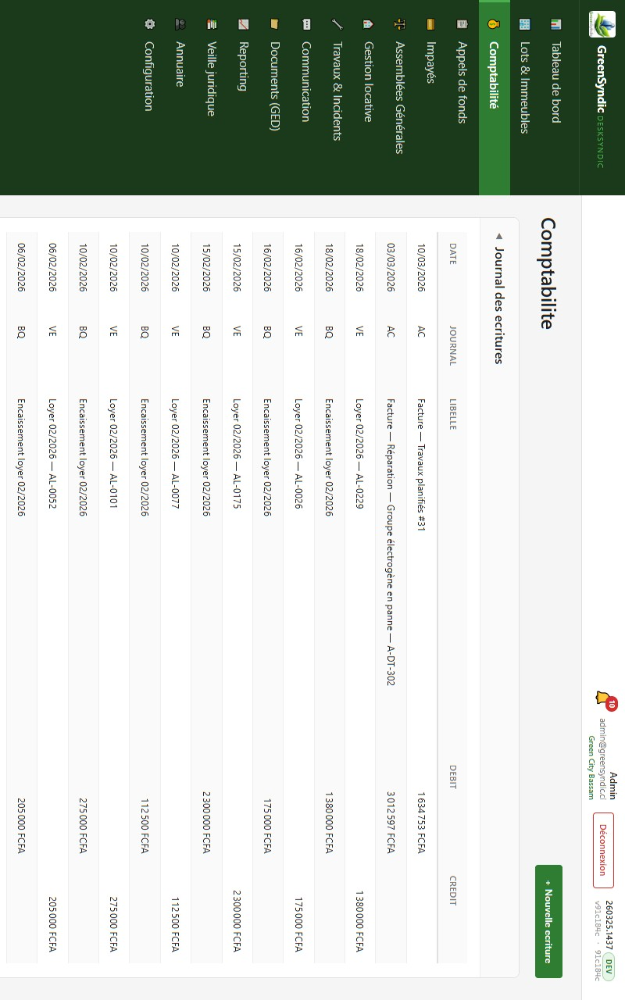 GreenSyndic DESKSYNDIC
Tableau de bord
Lots & Immeubles
Comptabilité
Appels de fonds
Impayés
Assemblées Générales
Gestion locative
Travaux & Incidents
Communication
Documents (GED)
Reporting
Veille juridique
Annuaire
Configuration
10
Admin
admin@greensyndic.ci
Green City Bassam
Déconnexion
260325.1437 DEV
v91c184c · 91c184c
Comptabilite
+ Nouvelle ecriture
Journal des ecritures
DATE JOURNAL LIBELLE DEBIT CREDIT
10/03/2026 AC Facture — Travaux planifiés #31 1 634 753 FCFA
03/03/2026 AC Facture — Réparation — Groupe électrogène en panne — A-DT-302 3 012 597 FCFA
18/02/2026 VE Loyer 02/2026 — AL-0229 1 380 000 FCFA
18/02/2026 BQ Encaissement loyer 02/2026 1 380 000 FCFA
16/02/2026 VE Loyer 02/2026 — AL-0026 175 000 FCFA
16/02/2026 BQ Encaissement loyer 02/2026 175 000 FCFA
15/02/2026 VE Loyer 02/2026 — AL-0175 2 300 000 FCFA
15/02/2026 BQ Encaissement loyer 02/2026 2 300 000 FCFA
10/02/2026 VE Loyer 02/2026 — AL-0077 112 500 FCFA
10/02/2026 BQ Encaissement loyer 02/2026 112 500 FCFA
10/02/2026 VE Loyer 02/2026 — AL-0101 275 000 FCFA
10/02/2026 BQ Encaissement loyer 02/2026 275 000 FCFA
06/02/2026 VE Loyer 02/2026 — AL-0052 205 000 FCFA
06/02/2026 BQ Encaissement loyer 02/2026 205 000 FCFA